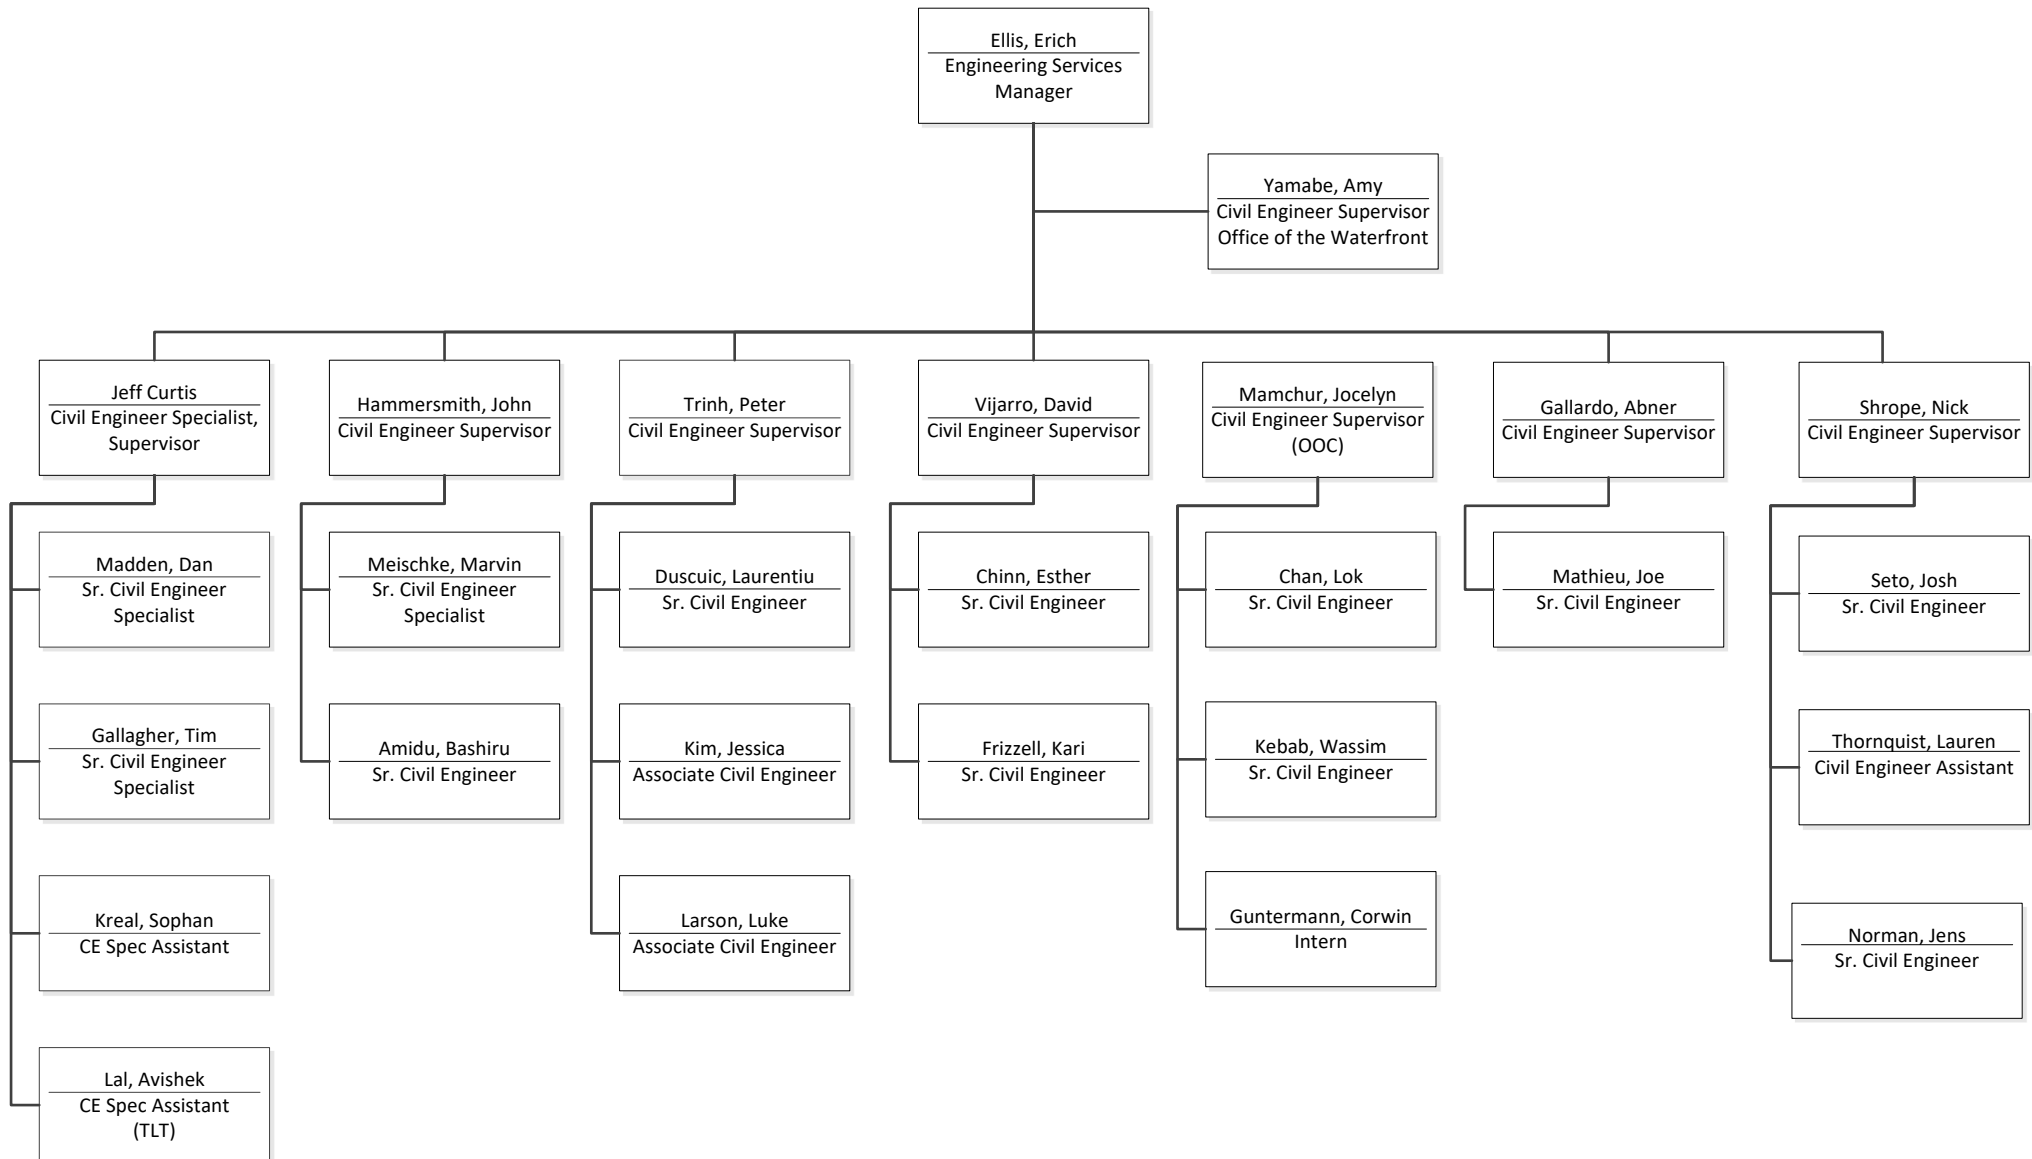 Ellis, Erich
Engineering Services
Manager
Yamabe, Amy
Civil Engineer Supervisor
Office of the Waterfront
Jeff Curtis
Civil Engineer Specialist,
Supervisor
Hammersmith, John
Civil Engineer Supervisor
Trinh, Peter
Civil Engineer Supervisor
Vijarro, David
Civil Engineer Supervisor
Mamchur, Jocelyn
Civil Engineer Supervisor
(OOC)
Gallardo, Abner
Civil Engineer Supervisor
Shrope, Nick
Civil Engineer Supervisor
Madden, Dan
Sr. Civil Engineer
Specialist
Meischke, Marvin
Sr. Civil Engineer
Specialist
Duscuic, Laurentiu
Sr. Civil Engineer
Chinn, Esther
Sr. Civil Engineer
Chan, Lok
Sr. Civil Engineer
Mathieu, Joe
Sr. Civil Engineer
Seto, Josh
Sr. Civil Engineer
Gallagher, Tim
Sr. Civil Engineer
Specialist
Amidu, Bashiru
Sr. Civil Engineer
Kim, Jessica
Associate Civil Engineer
Frizzell, Kari
Sr. Civil Engineer
Kebab, Wassim
Sr. Civil Engineer
Thornquist, Lauren
Civil Engineer Assistant
Kreal, Sophan
CE Spec Assistant
Larson, Luke
Associate Civil Engineer
Guntermann, Corwin
Intern
Norman, Jens
Sr. Civil Engineer
Lal, Avishek
CE Spec Assistant
(TLT)